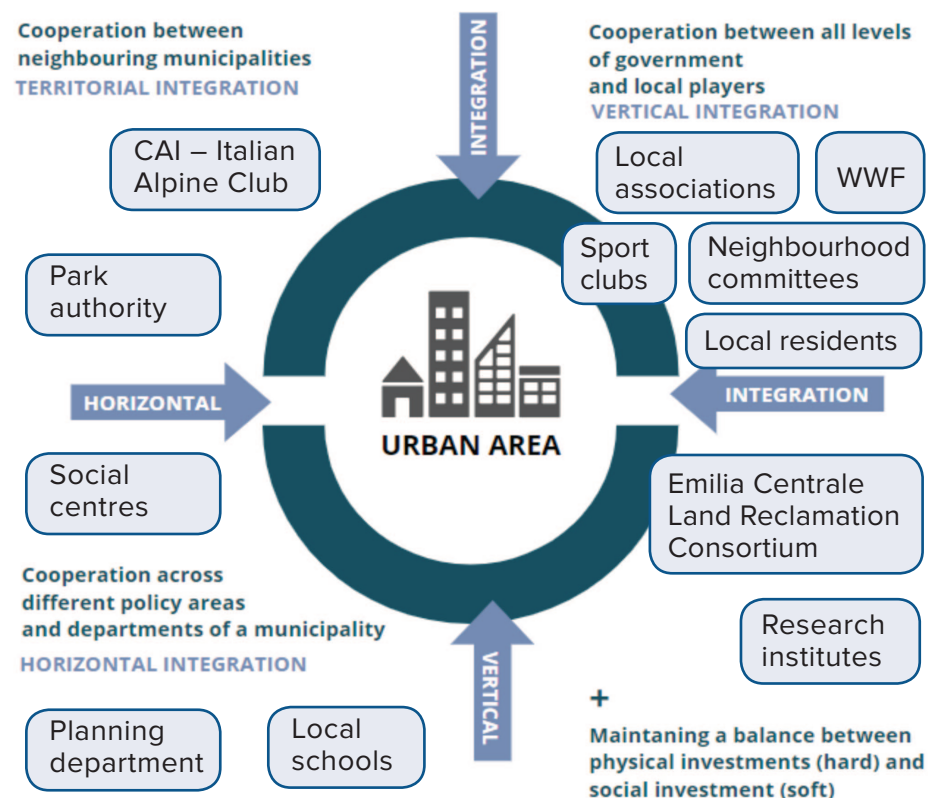 Cooperation between
neighbouring municipalities
TERRITORIAL INTEGRATION
CAI – Italian
Alpine Club
Park
authority
INTEGRATION
Cooperation between all levels
of government
and local players
VERTICAL INTEGRATION
Local
associations
WWF
Sport
clubs
Neighbourhood
committees
Local residents
HORIZONTAL
URBAN AREA
INTEGRATION
Social
centres
Cooperation across
different policy areas
and departments of a municipality
HORIZONTAL INTEGRATION
Planning
department
Local
schools
VERTICAL
Emilia Centrale
Land Reclamation
Consortium
Research
institutes
+
Maintaning a balance between
physical investments (hard) and
social investment (soft)